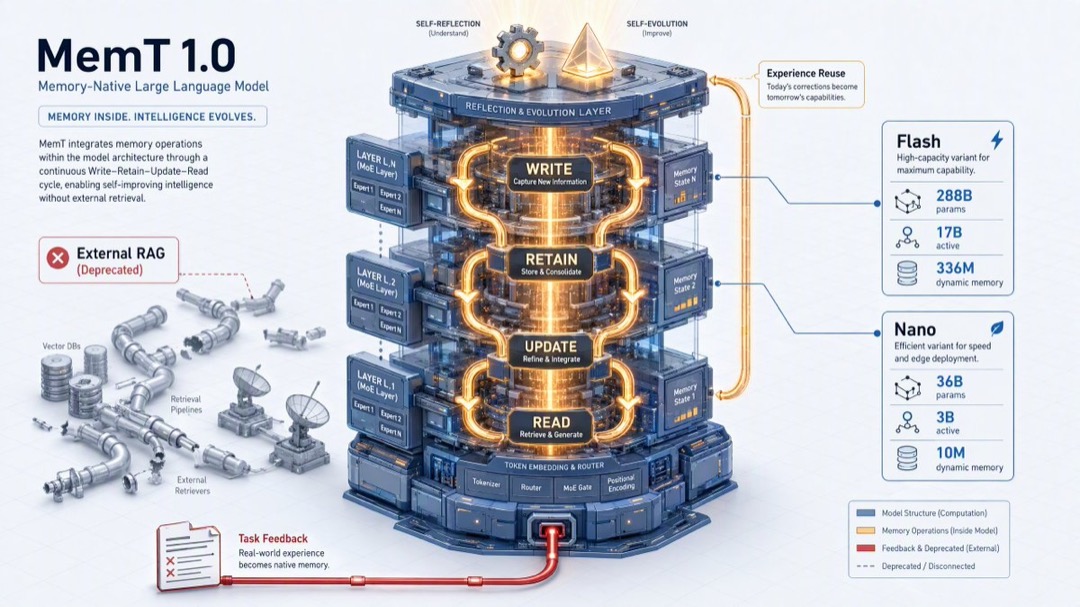 MemT 1.0
Memory-Native Large Language Model
MEMORY INSIDE. INTELLIGENCE EVOLVES.
MemT integrates memory operations
within the model architecture through a
continuous Write–Retain–Update–Read
cycle, enabling self-improving intelligence
without external retrieval.
External RAG
(Deprecated)
Vector DBs
Retrieval
Pipelines
External
Retrievers
Task Feedback
Real-world experience
becomes native memory.
SELF-REFLECTION
(Understand)
SELF-EVOLUTION
(Improve)
REFLECTION & EVOLUTION LAYER
LAYER L.N
(MoE Layer)
Expert 1
Expert 2
Expert N
WRITE
Capture New Information
Memory
State N
RETAIN
Store & Consolidate
LAYER L.2
(MoE Layer)
Expert 1
Expert 2
Expert N
Memory
State 2
UPDATE
Refine & Integrate
LAYER L.1
(MoE Layer)
Expert 1
Expert 2
Expert N
Memory
State 1
READ
Retrieve & Generate
TOKEN EMBEDDING & ROUTER
Tokenizer
Router
MoE Gate
Positional
Encoding
Experience Reuse
Today's corrections become
tomorrow's capabilities.
Flash
High-capacity variant for
maximum capability.
288B
params
17B
active
336M
dynamic memory
Nano
Efficient variant for speed
and edge deployment.
36B
params
3B
active
10M
dynamic memory
Model Structure (Computation)
Memory Operations (Inside Model)
Feedback & Deprecated (External)
Deprecated / Disconnected